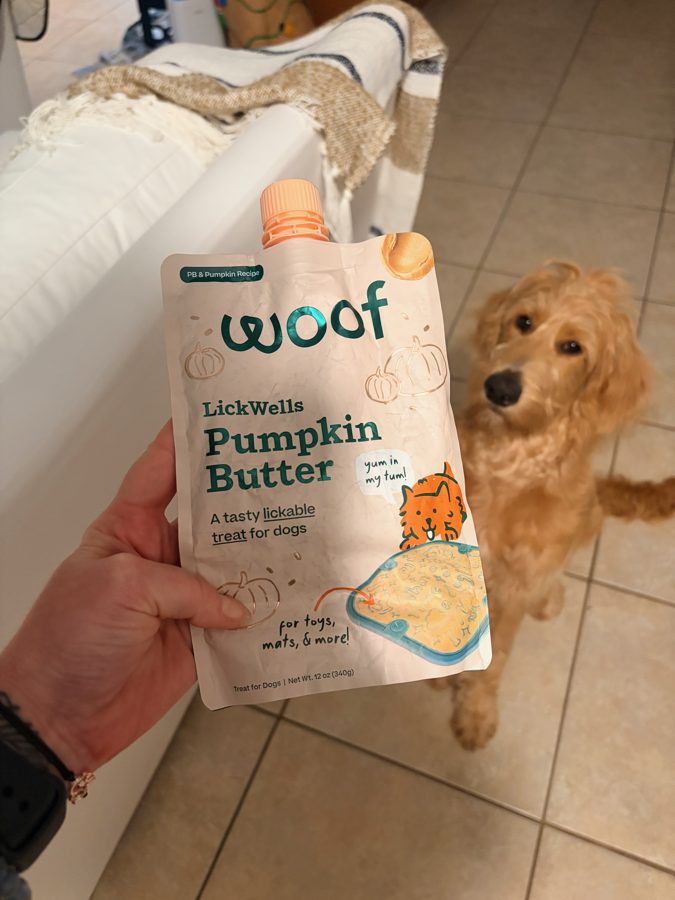 PB & Pumpkin Recipe
woof
LickWells
Pumpkin
Butter
yum in
my tum!
A tasty lickable
treat for dogs
for toys,
mats, & more!
Treat for Dogs | Net Wt. 12 oz (340g)